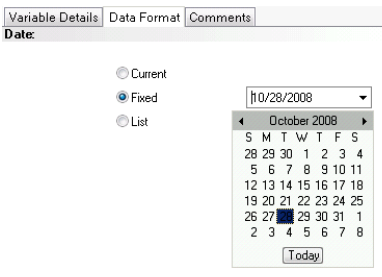 Variable Details Data Format Comments
Date:
Current
Fixed 10/28/2008
List
October 2008
S M T W T F S
28 29 30 1 2 3 4
5 6 7 8 9 10 11
12 13 14 15 16 17 18
19 20 21 22 23 24 25
26 27 28 29 30 31 1
2 3 4 5 6 7 8
Today